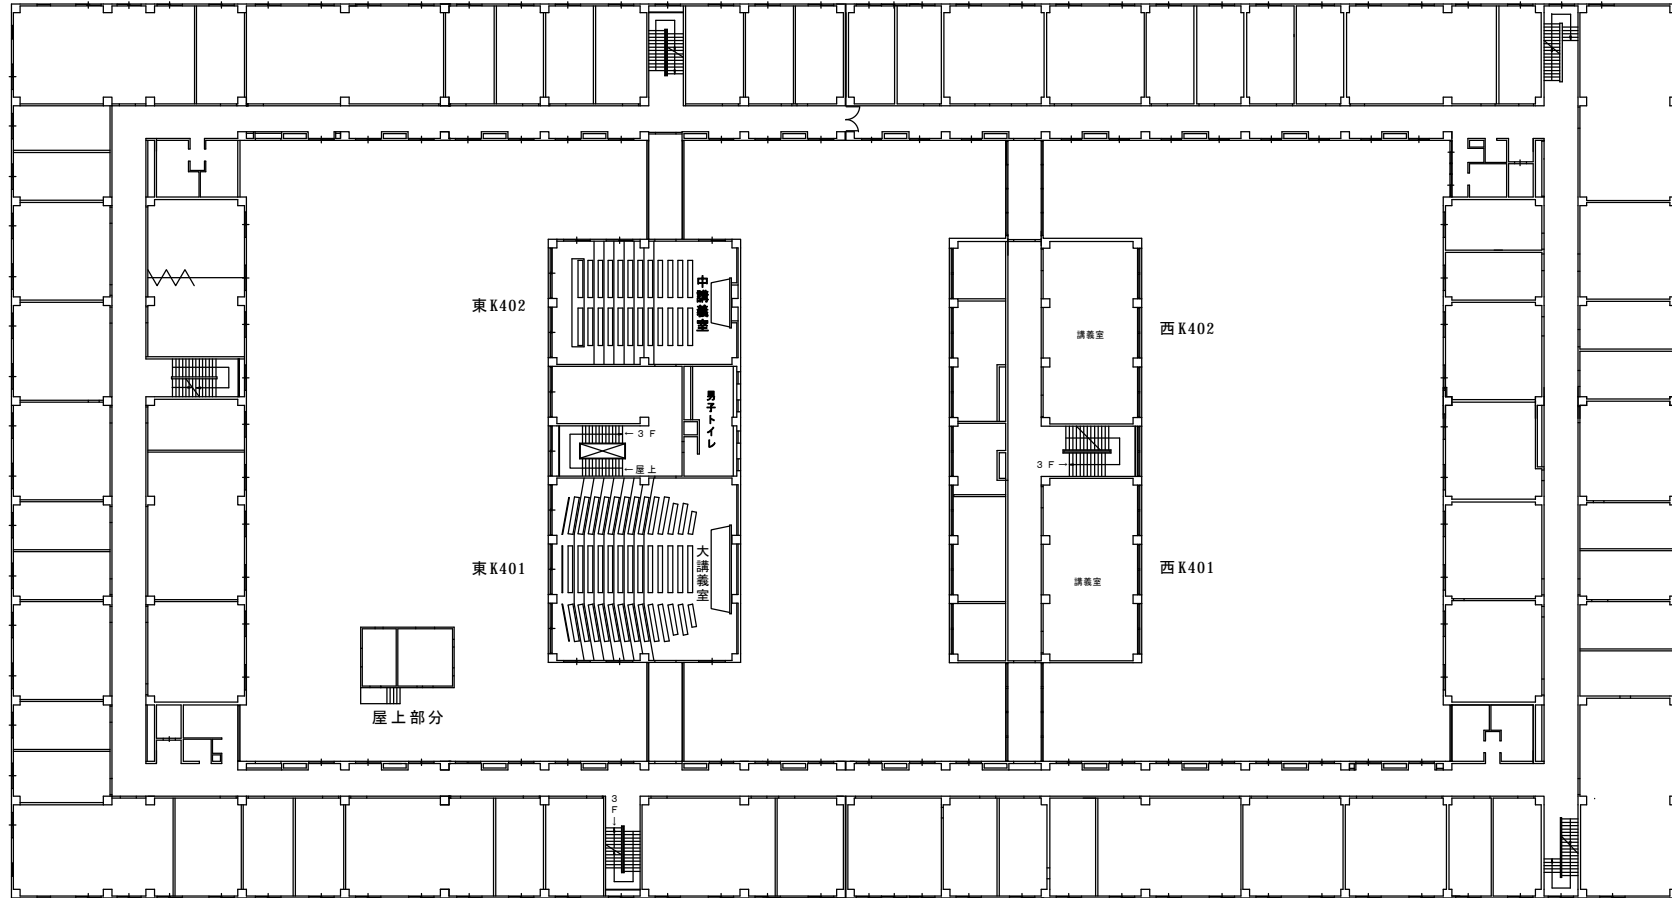 東K402
中講義室
講義室
西K402
男子トイレ
←3F
←屋上
3F→
東K401
大講義室
講義室
西K401
屋上部分
3F↓